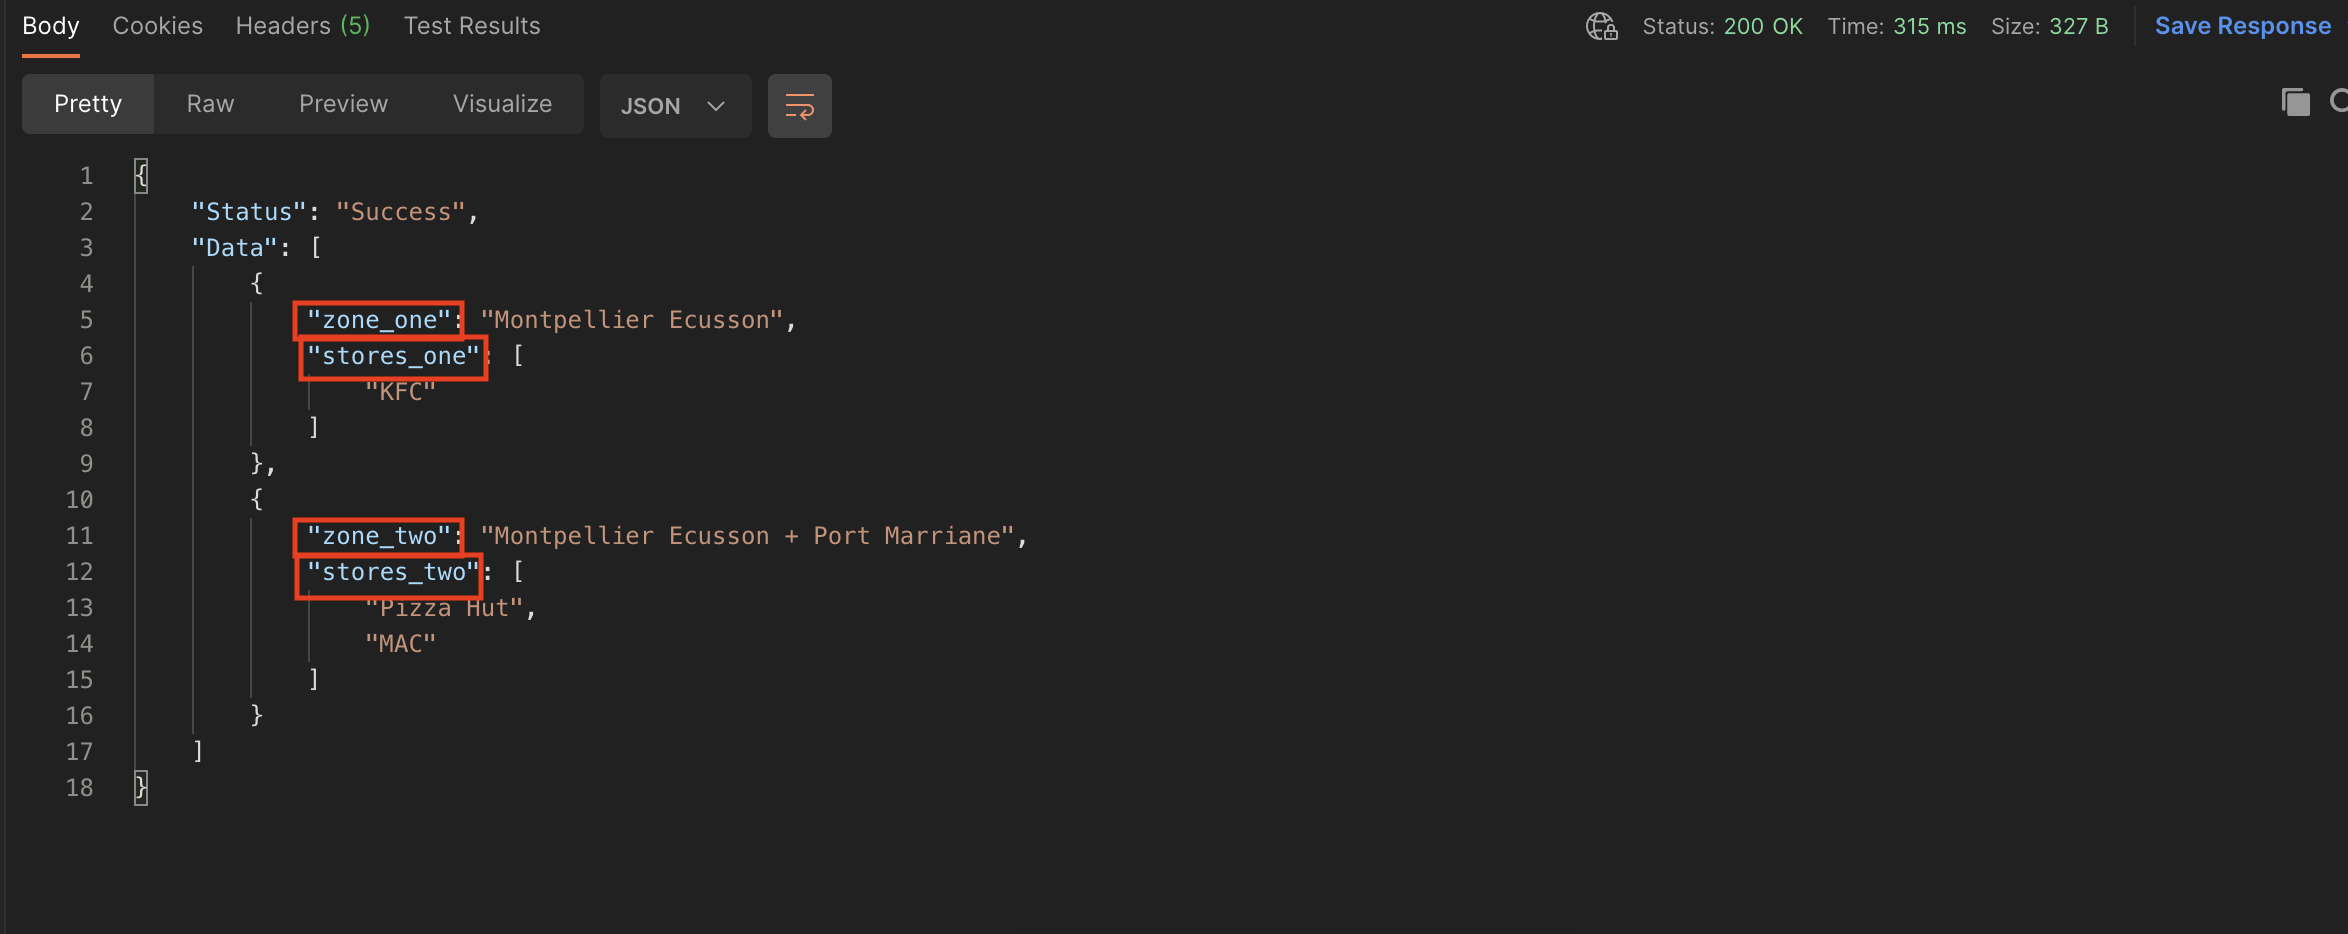 Body Cookies Headers (5) Test Results Status: 200 OK Time: 315 ms Size: 327 B Save Response
Pretty Raw Preview Visualize JSON
1 {
2 "Status": "Success",
3 "Data": [
4 {
5 "zone_one": "Montpellier Ecusson",
6 "stores_one": [
7 "KFC"
8 ]
9 },
10 {
11 "zone_two": "Montpellier Ecusson + Port Marriane",
12 "stores_two": [
13 "Pizza Hut",
14 "MAC"
15 ]
16 }
17 ]
18 }